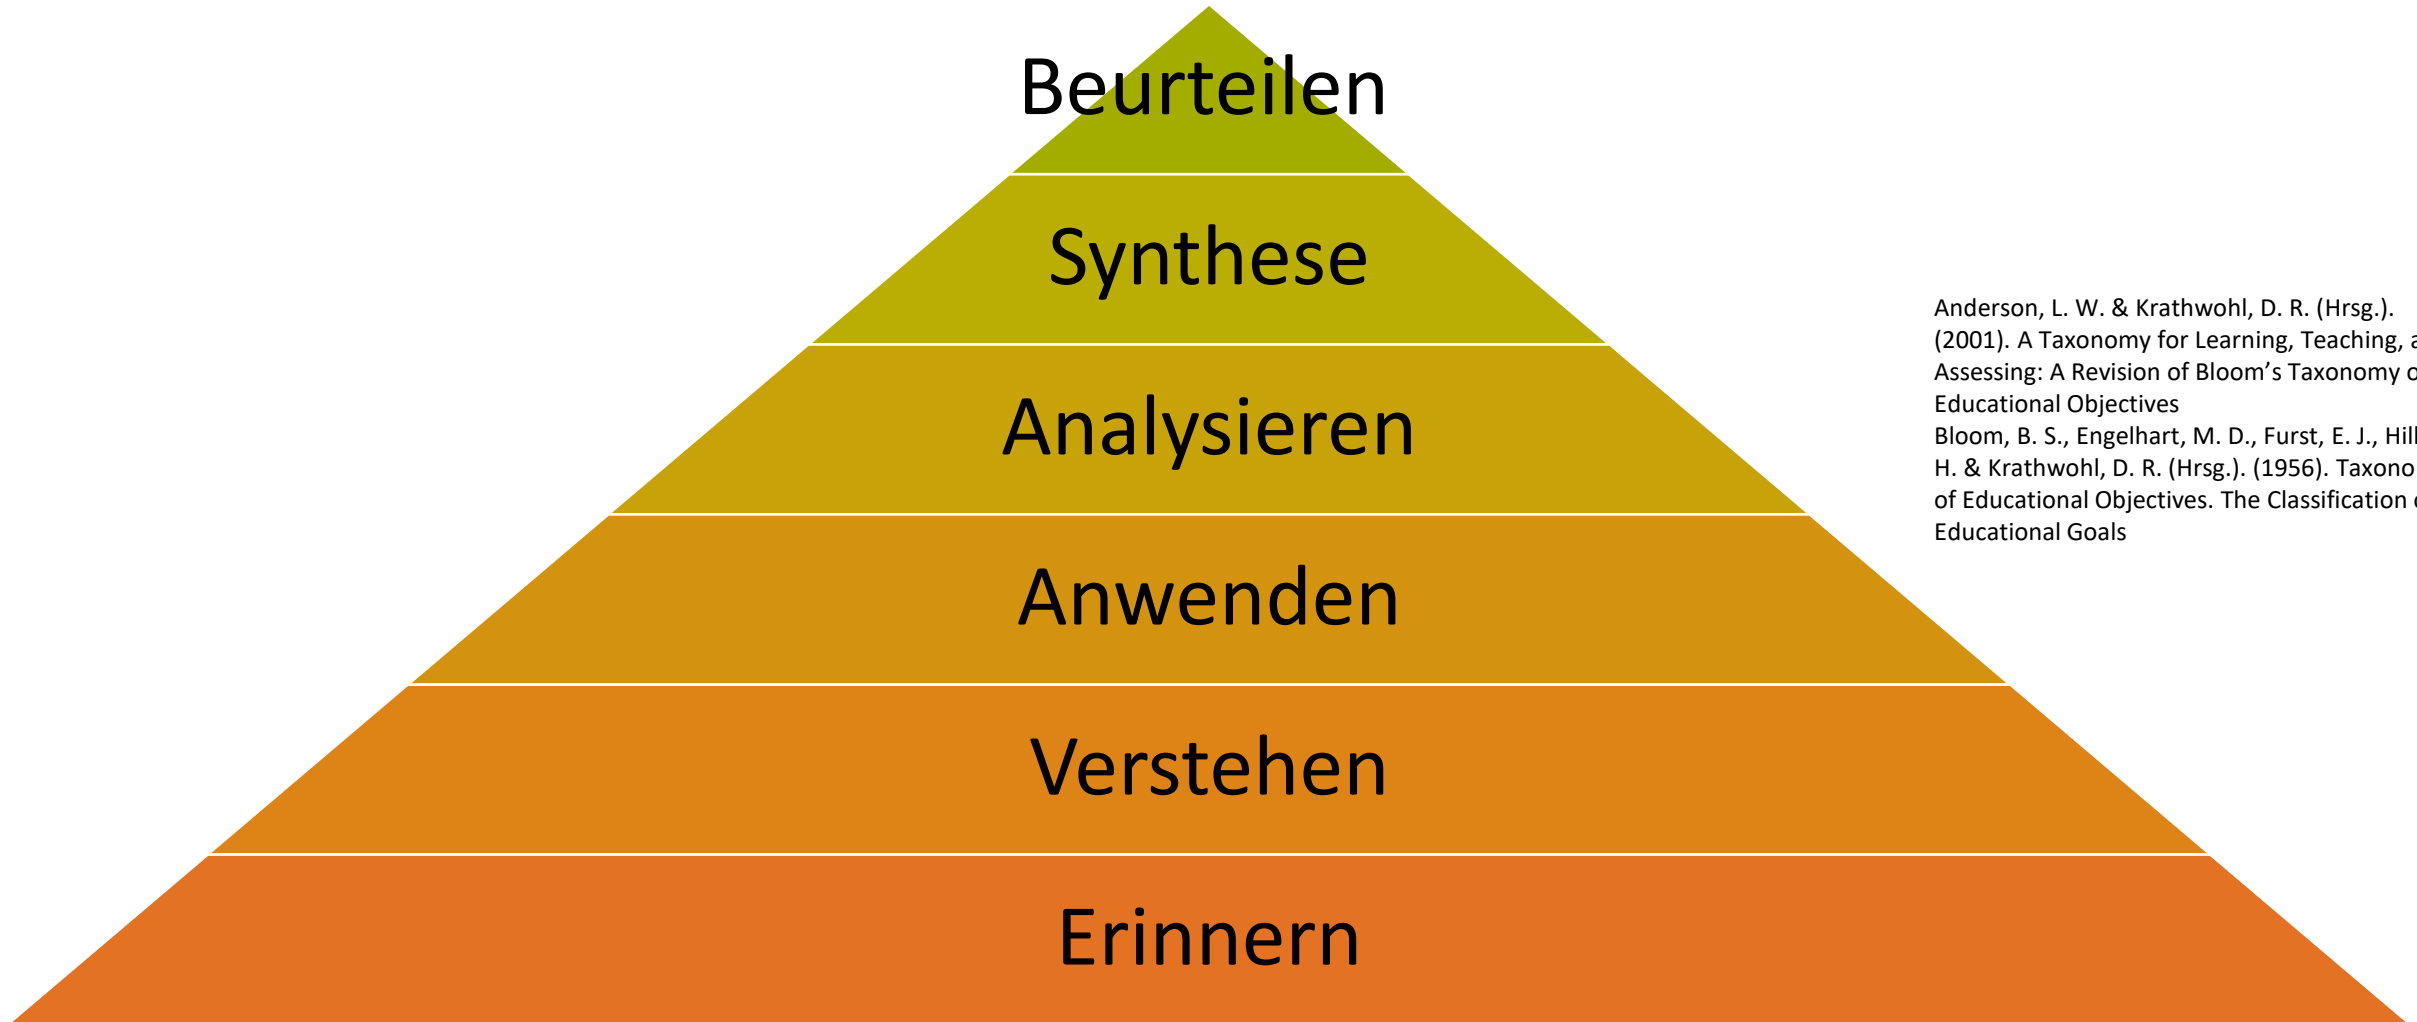 Beurteilen
Synthese
Analysieren
Anwenden
Verstehen
Erinnern
Anderson, L. W. & Krathwohl, D. R. (Hrsg.).
(2001). A Taxonomy for Learning, Teaching,
Assessing: A Revision of Bloom’s Taxonomy
Educational Objectives
Bloom, B. S., Engelhart, M. D., Furst, E. J.,
H. & Krathwohl, D. R. (Hrsg.). (1956).
of Educational Objectives. The Classification
Educational Goals